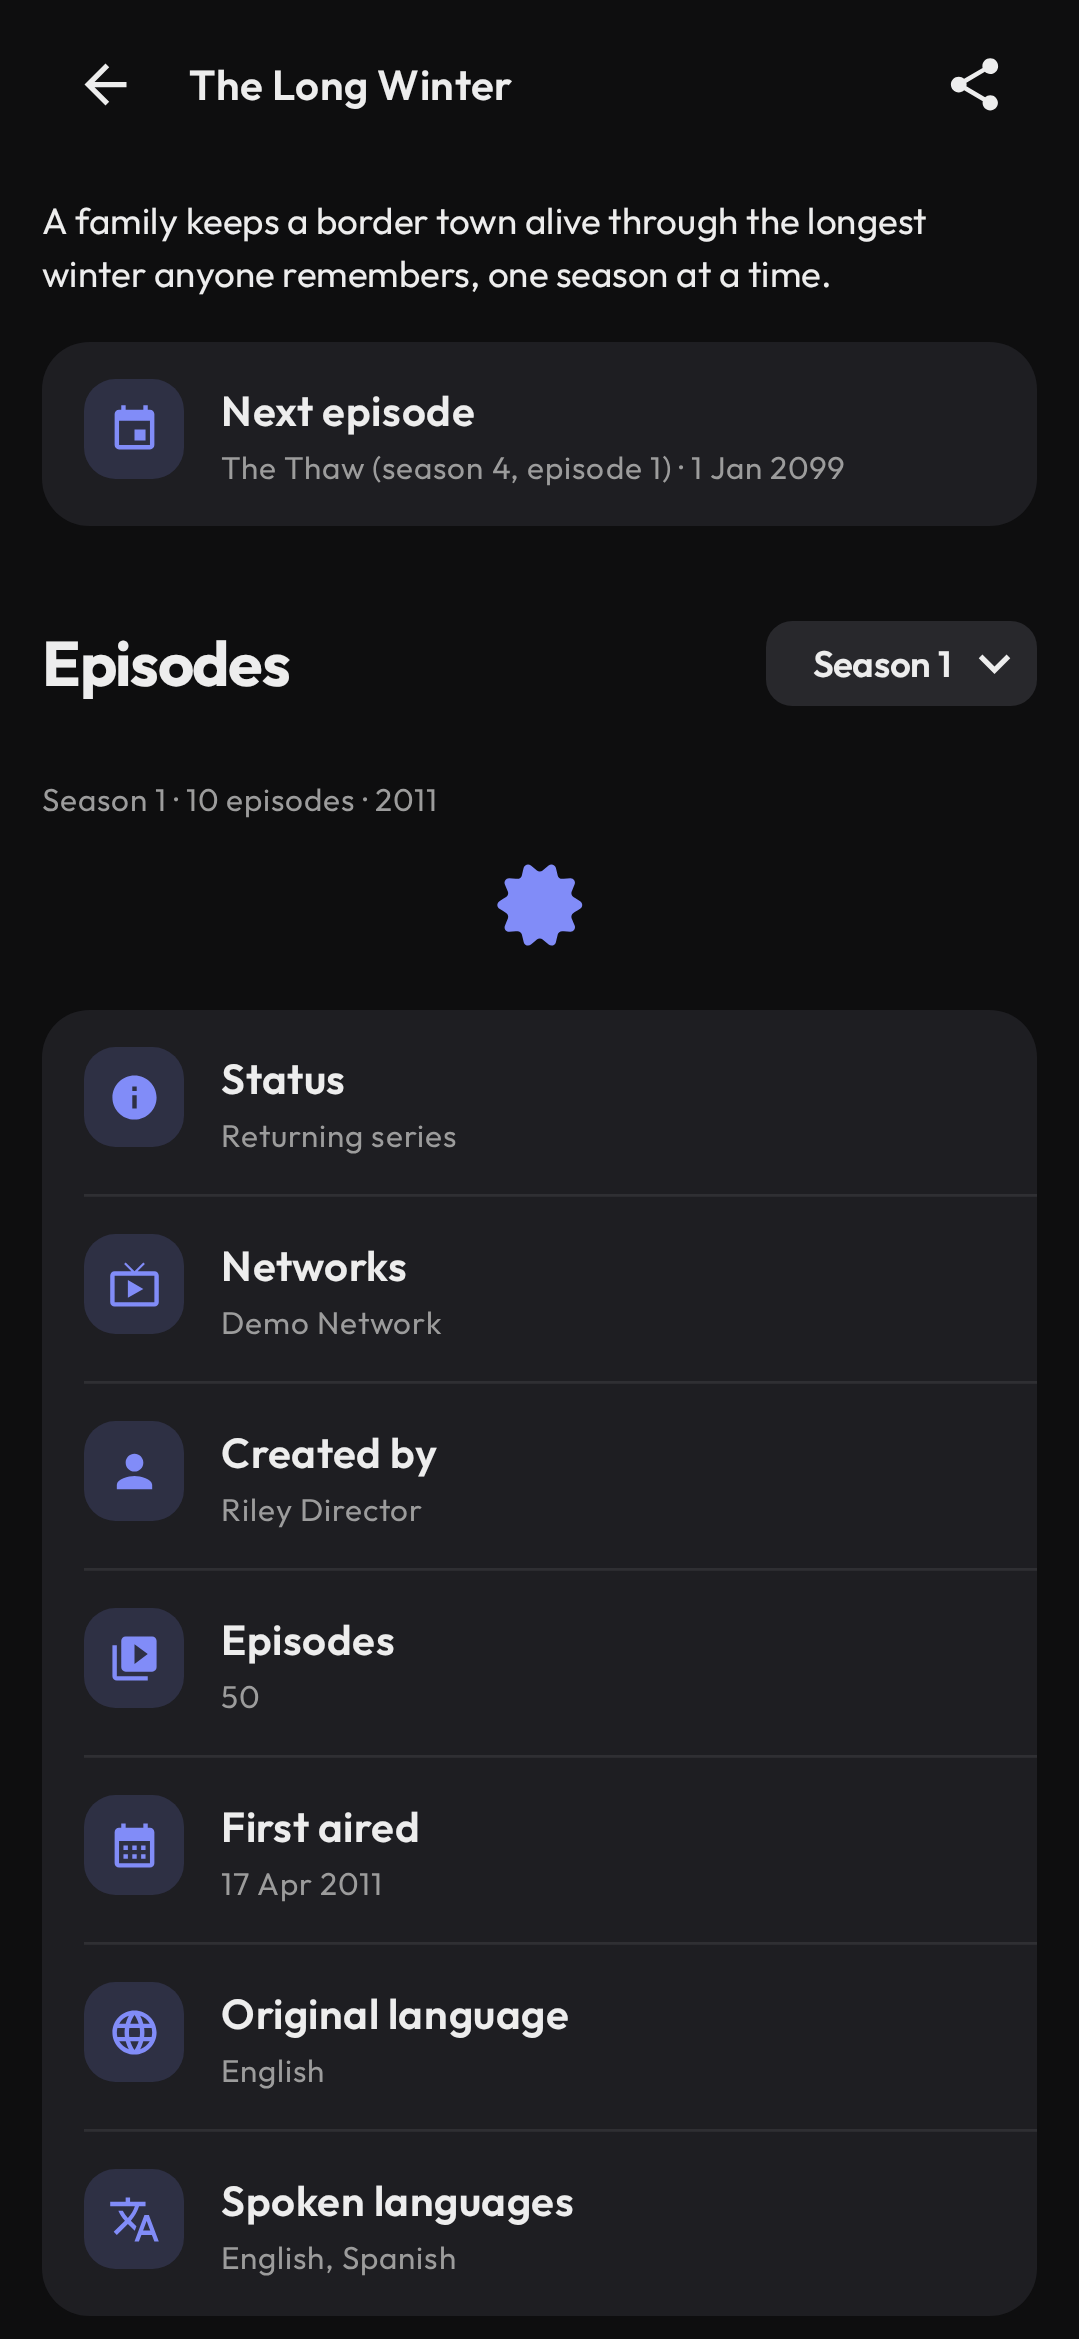 The Long Winter
A family keeps a border town alive through the longest
winter anyone remembers, one season at a time.
Next episode
The Thaw (season 4, episode 1) · 1 Jan 2099
Episodes
Season 1
Season 1 · 10 episodes · 2011
Status
Returning series
Networks
Demo Network
Created by
Riley Director
Episodes
50
First aired
17 Apr 2011
Original language
English
Spoken languages
English, Spanish